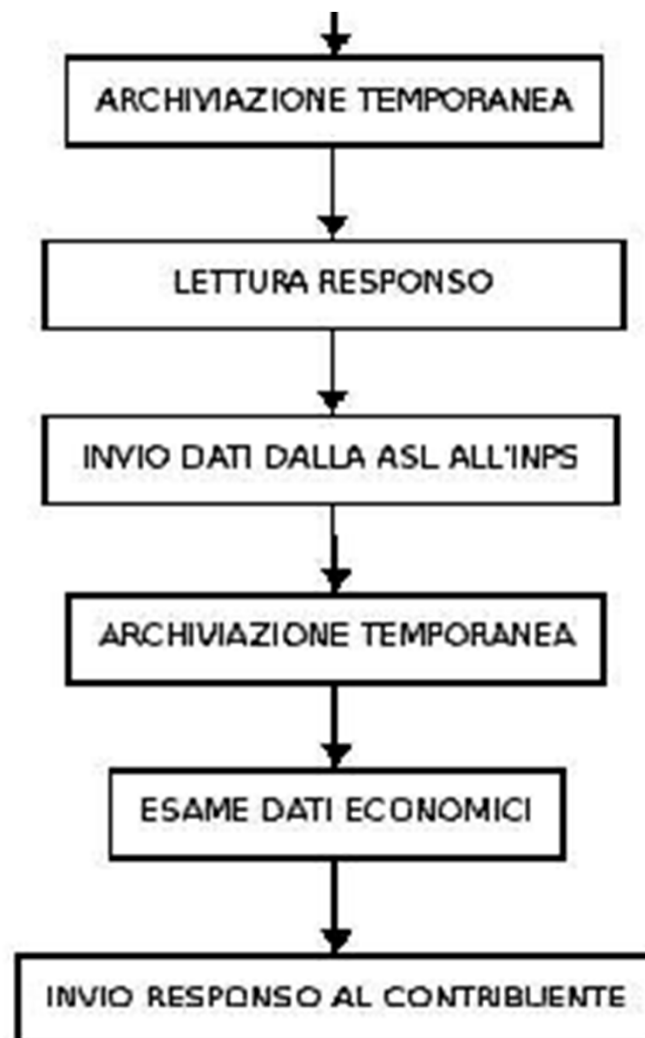 ARCHIVIAZIONE TEMPORANEA
LETTURA RESPONSO
INVIO DATI DALLA ASL ALL'INPS
ARCHIVIAZIONE TEMPORANEA
ESAME DATI ECONOMICI
INVIO RESPONSO AL CONTRIBUENTE